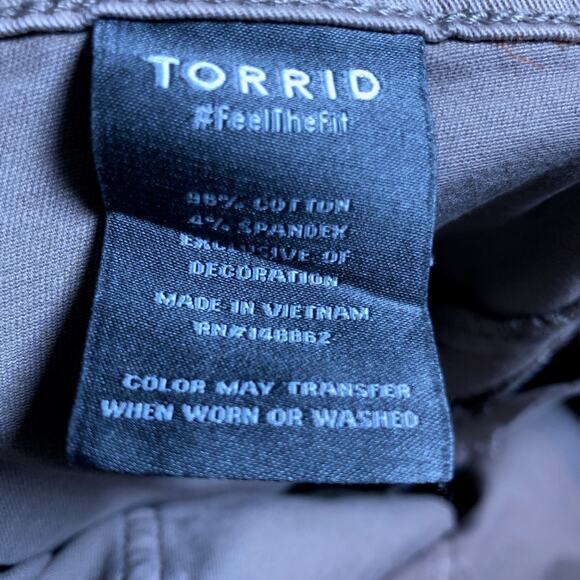 TORRID
#FeelTheFit
COTTON
4% SPANDEX
EXCLUSIVE OF
DECORATION
MADE IN VIETNAM
RN#148862
COLOR MAY TRANSFER
WHEN WORN OR WASHED